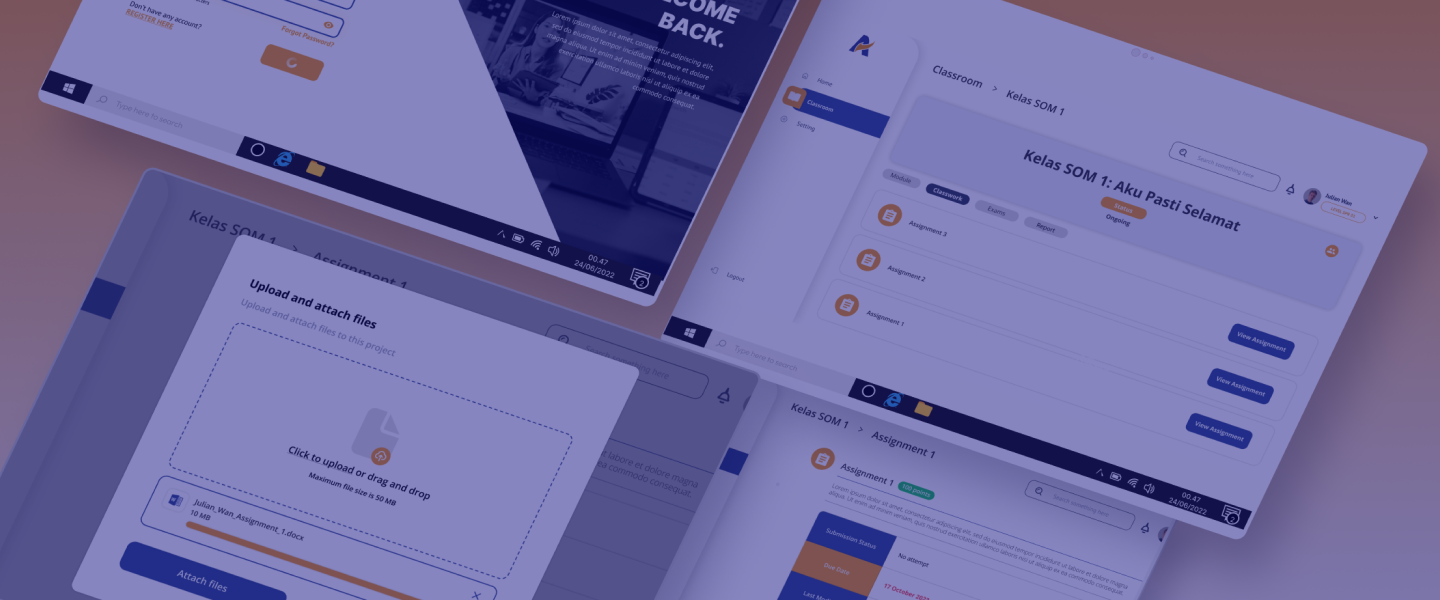 Don't have any account?
REGISTER HERE
Forgot Password?
BACK.
Lorem ipsum dolor sit amet, consectetur adipiscing elit,
sed do eiusmod tempor incididunt ut labore et dolore
magna aliqua. Ut enim ad minim veniam, quis nostrud
exercitation ullamco laboris nisi ut aliquip ex ea
commodo consequat.
Type here to search
00.47
24/06/2022
2
Home
Classroom
Setting
Logout
Classroom > Kelas SOM 1
Search something here
Julian Wan
Kelas SOM 1: Aku Pasti Selamat
Status
Ongoing
Module
Classwork
Exams
Report
Assignment 3
View Assignment
Assignment 2
View Assignment
Assignment 1
View Assignment
Type here to search
00.47
24/06/2022
2
Kelas SOM 1 > Assignment 1
Search something here
ut labore et dolore magna
ea commodo consequat.
Upload and attach files
Upload and attach files to this project
Click to upload or drag and drop
Maximum file size is 50 MB
Julian_Wan_Assignment_1.docx
10 MB
Attach files
Kelas SOM 1 > Assignment 1
Search something here
Assignment 1
100 points
Lorem ipsum dolor sit amet, consectetur adipiscing elit, sed do eiusmod tempor incididunt ut labore et dolore magna
aliqua. Ut enim ad minim veniam, quis nostrud exercitation ullamco laboris nisi ut aliquip ex ea commodo consequat.
Submission Status
No attempt
Due Date
17 October